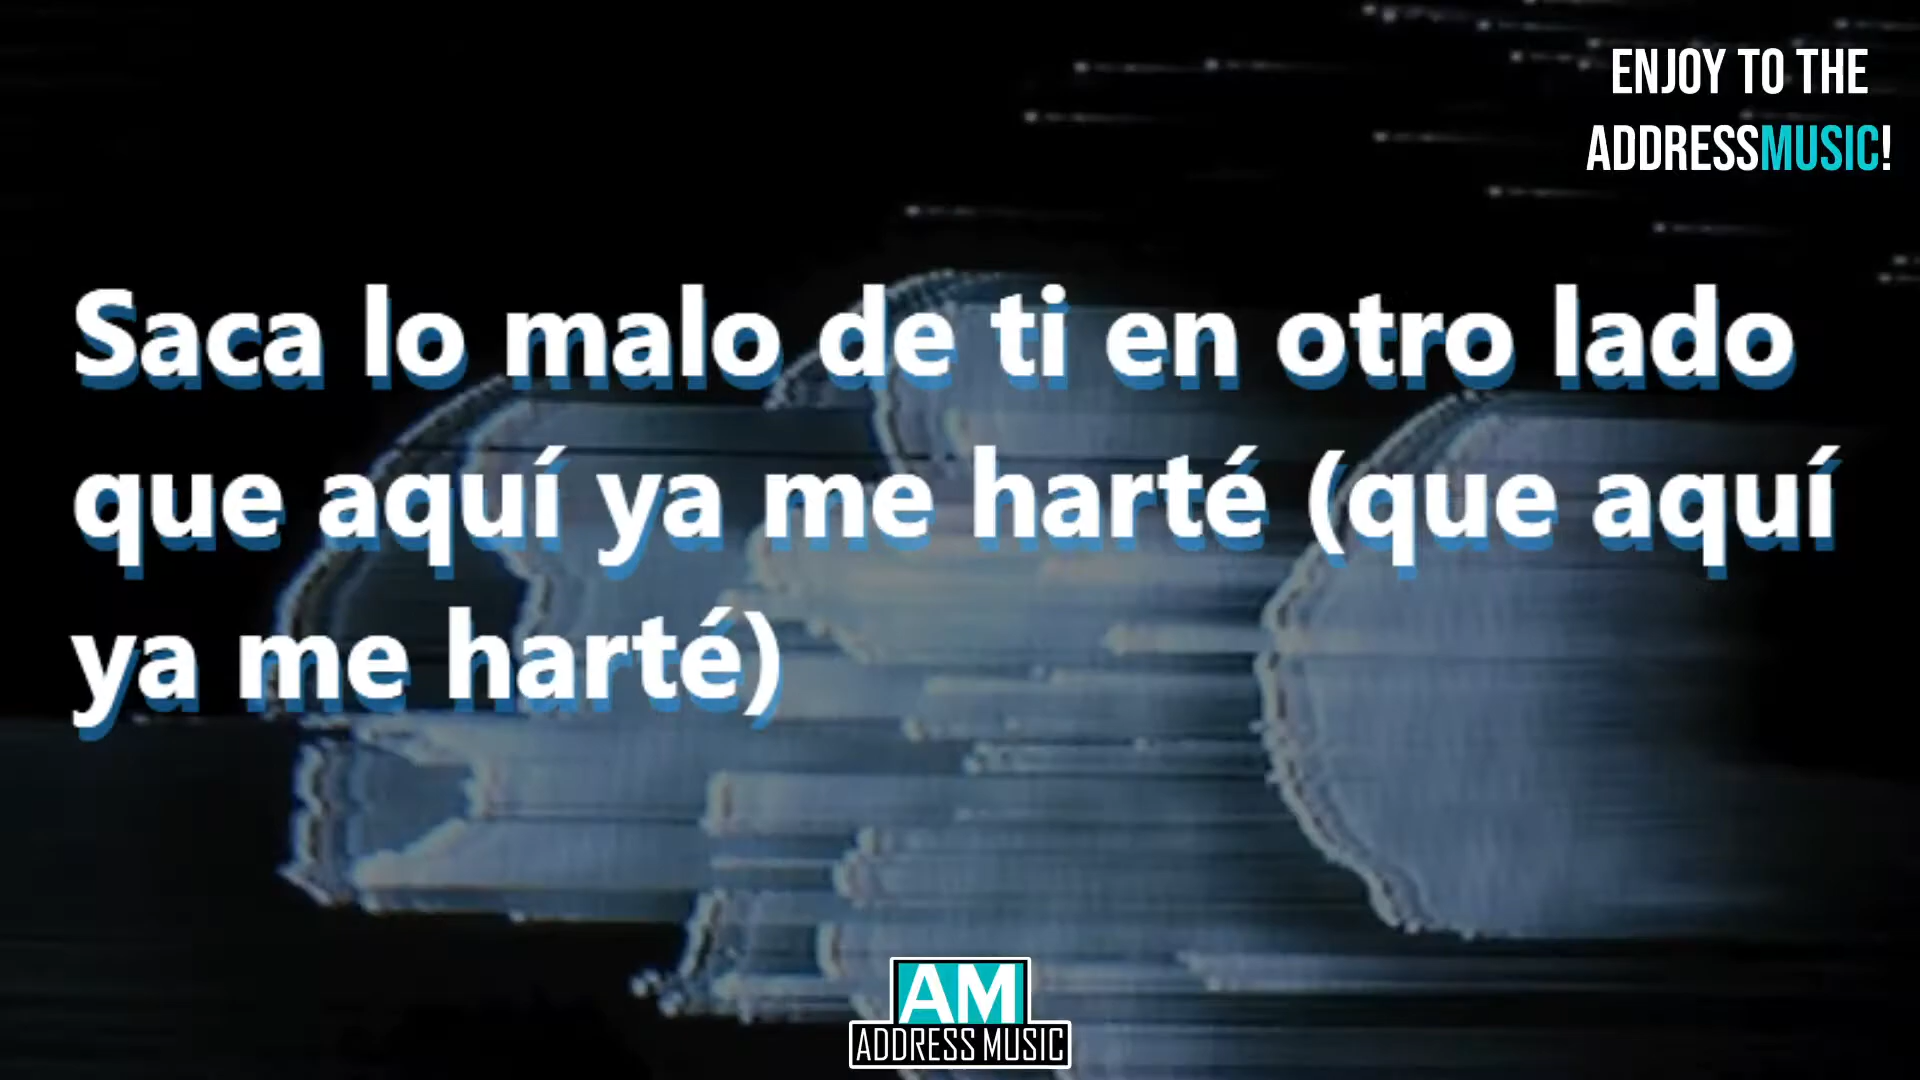 ENJOY TO THE
ADDRESSMUSIC!
Saca lo malo de ti en otro lado
que aquí ya me harté (que aquí
ya me harté)
AM
ADDRESS MUSIC